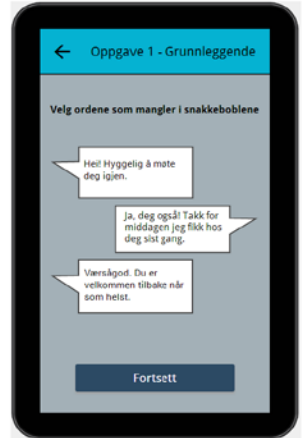 Oppgave 1 - Grunnleggende
Velg ordene som mangler i snakkeboblene
Hei! Hyggelig å møte
deg igjen.
Ja, deg også! Takk for
middagen jeg fikk hos
deg sist gang.
Værsågod. Du er
velkommen tilbake når
som helst.
Fortsett